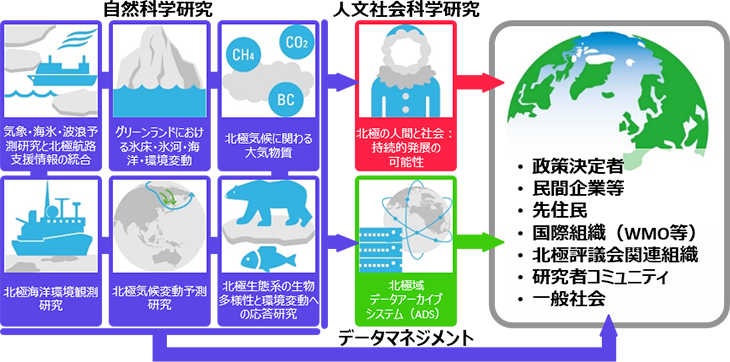 自然科学研究
人文社会科学研究
CH4
CO2
BC
気象・海氷・波浪予
測研究と北極航路
支援情報の統合
グリーンランドにおけ
る氷床・氷河・海
洋・環境変動
北極気候に関わる
大気物質
北極の人間と社会：
持続的発展の
可能性
北極海洋環境観測
研究
北極気候変動予測
研究
北極生態系の生物
多様性と環境変動へ
の応答研究
北極域
データアーカイブ
システム（ADS）
・政策決定者
・民間企業等
・先住民
・国際組織（WMO等）
・北極評議会関連組織
・研究者コミュニティ
・一般社会
データマネジメント